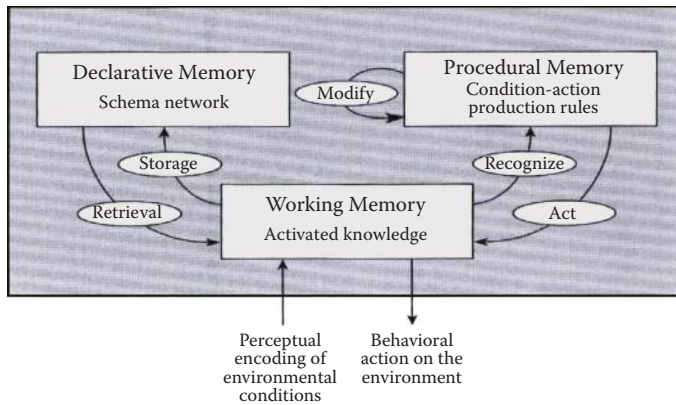 Declarative Memory
Schema network
Modify
Procedural Memory
Condition-action
production rules
Storage
Recognize
Retrieval
Working Memory
Activated knowledge
Act
Perceptual
encoding of
environmental
conditions
Behavioral
action on the
environment